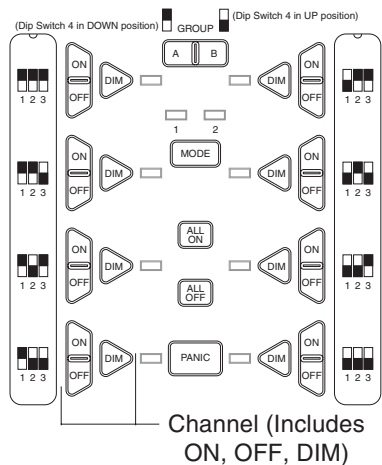 (Dip Switch 4 in DOWN position) GROUP (Dip Switch 4 in UP position)
A B
ON ON
DIM DIM
OFF OFF
1 2 3 1 2 3
1 2
MODE
ON ON
DIM DIM
OFF OFF
1 2 3 1 2 3
ALL ON
ON ON
DIM DIM
OFF OFF
1 2 3 1 2 3
ALL OFF
ON ON
DIM PANIC DIM
OFF OFF
1 2 3 1 2 3
Channel (Includes
ON, OFF, DIM)